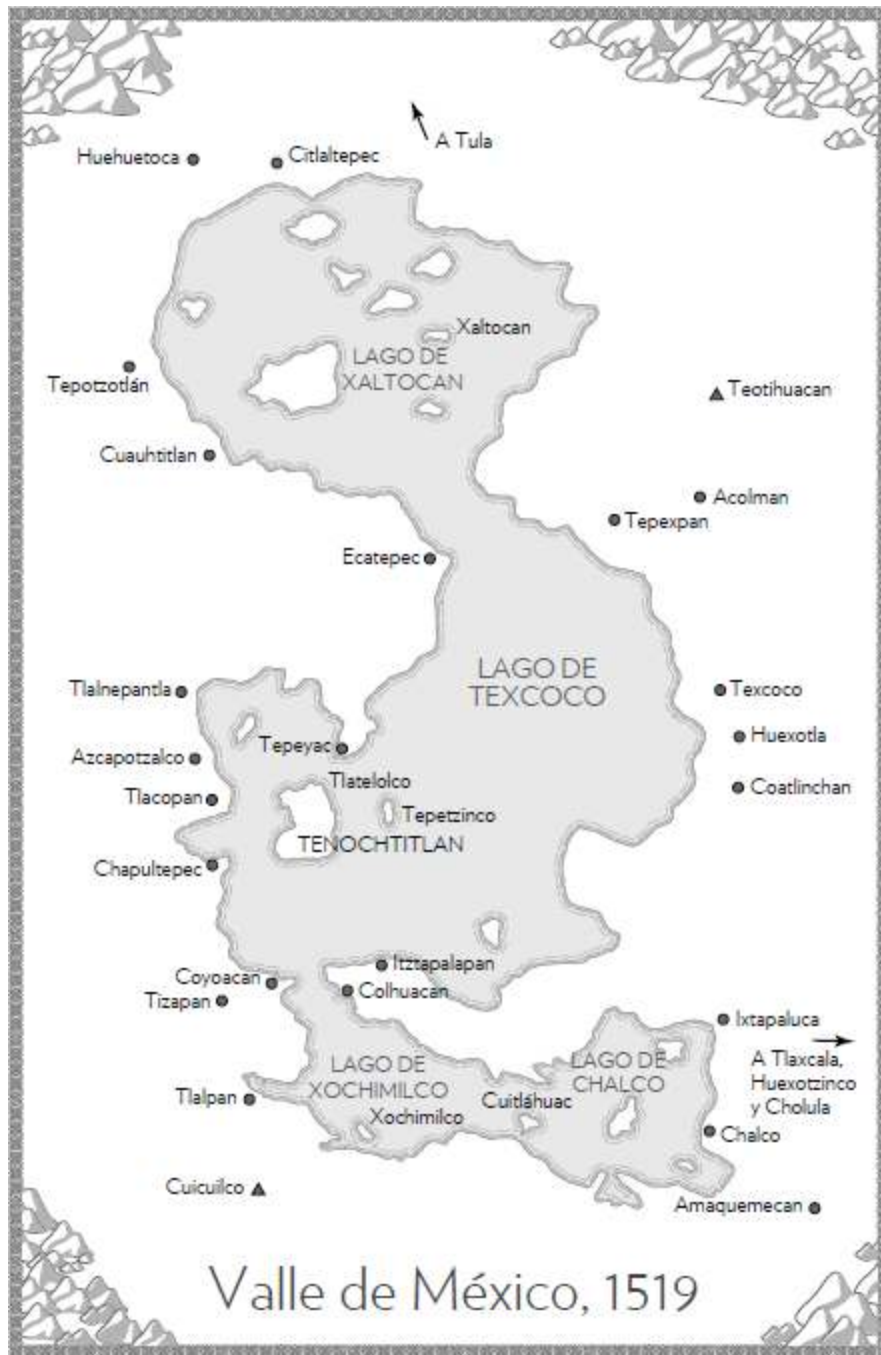 A Tula
Huehuetoca
Citlaltepec
Xaltocan
LAGO DE
XALTOCAN
Tepotzotlán
Teotihuacan
Cuauhtitlan
Acolman
Tepexpan
Ecatepec
LAGO DE
TEXCOCO
Tlalnepantla
Texcoco
Huexotla
Tepeyac
Azcapotzalco
Tlatelolco
Coatlinchan
Tlacopan
Tepetzinco
TENOCHTITLAN
Chapultepec
Itztapalapan
Coyoacan
Colhuacan
Tizapan
Ixtapaluca
LAGO DE
XOCHIMILCO
LAGO DE
CHALCO
A Tlaxcala,
Huexotzinco
y Cholula
Tlalpan
Cuitláhuac
Xochimilco
Chalco
Cuicuilco
Amaquemecan
Valle de México, 1519